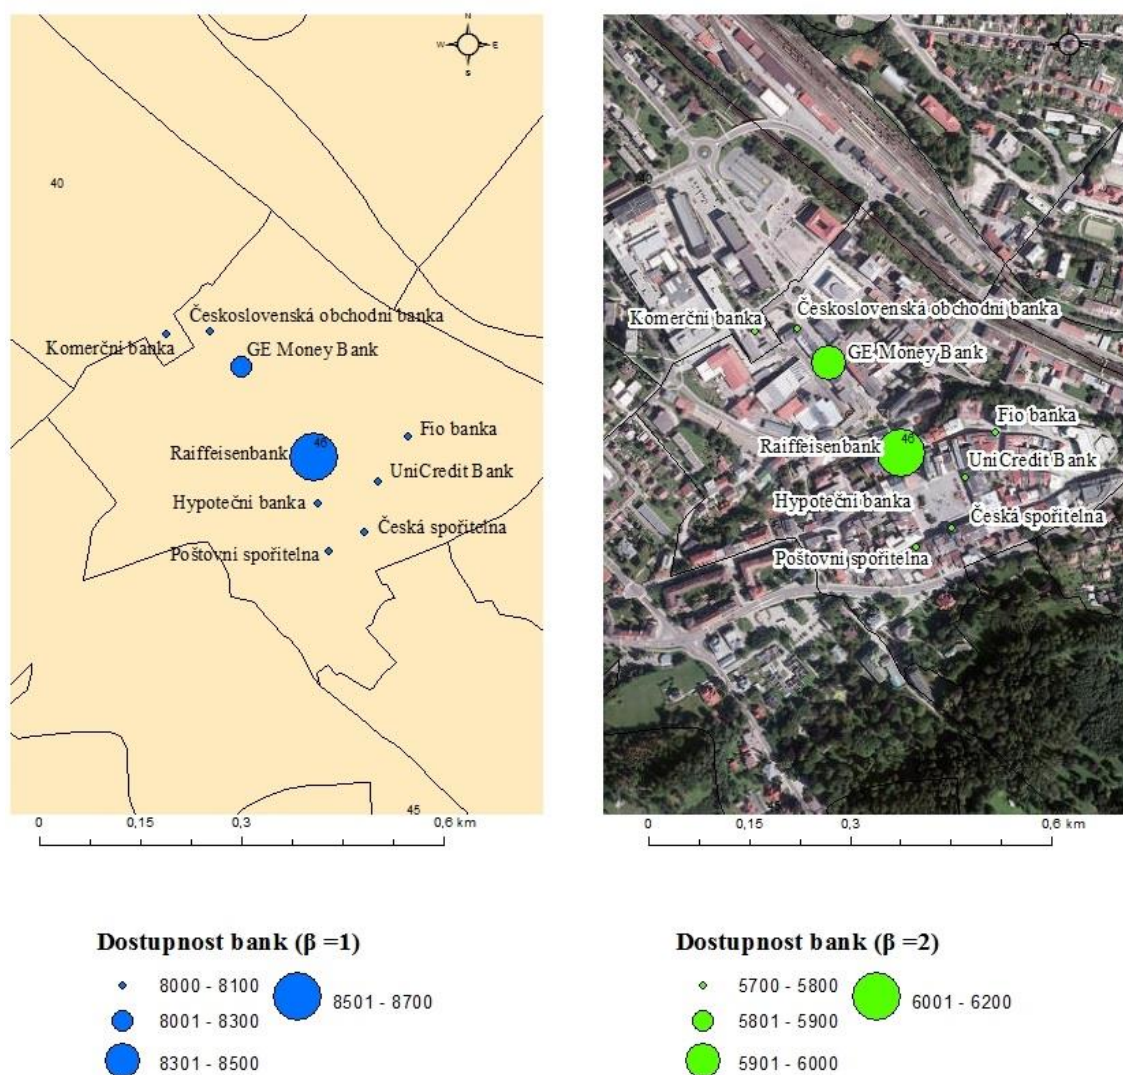 N
W E
S
40
Československá obchodní banka
Komerční banka
GE Money Bank
Fio banka
46
Raiffeisenbank
UniCredit Bank
Hypoteční banka
Česká spořitelna
Poštovní spořitelna
45
0 0,15 0,3 0,6 km
40
Československá obchodní banka
Komerční banka
GE Money Bank
Fio banka
46
Raiffeisenbank
UniCredit Bank
Hypoteční banka
Česká spořitelna
Poštovní spořitelna
0 0,15 0,3 0,6 km
Dostupnost bank (β =1)
8000 - 8100
8001 - 8300
8301 - 8500
8501 - 8700
Dostupnost bank (β =2)
5700 - 5800
5801 - 5900
5901 - 6000
6001 - 6200